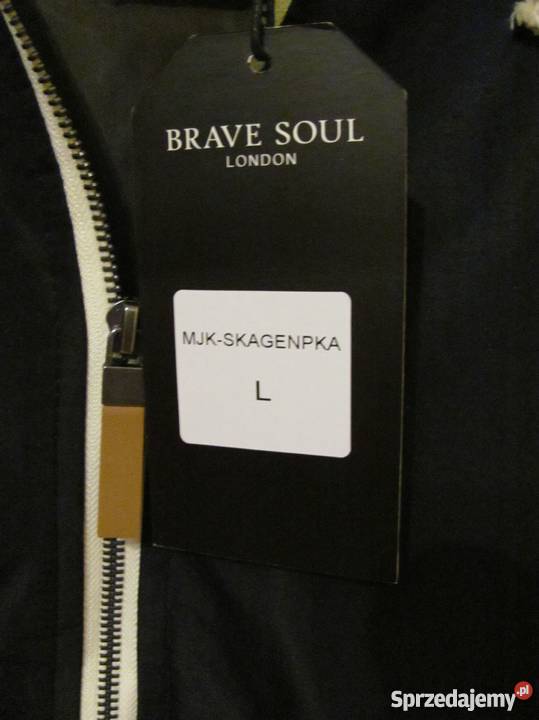 BRAVE SOUL
LONDON
MJK-SKAGENPKA
L
Sprzedajemy.pl